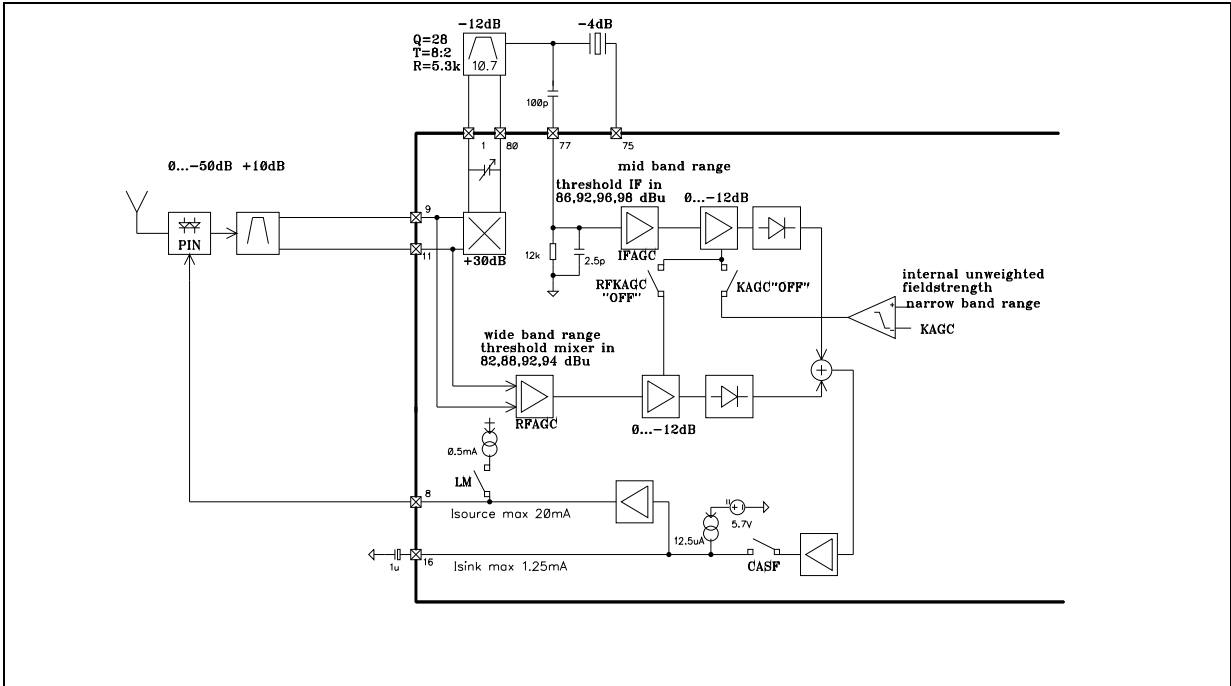 -12dB
-4dB
Q=28
T=8:2
R=5.3k
10.7
100p
1
80
77
75
0...-50dB +10dB
mid band range
threshold IF in
86,92,96,98 dBu
0...-12dB
9
PIN
11
+30dB
12k
2.5p
IFAGC
RFKAGC
"OFF"
KAGC"OFF"
internal unweighted
fieldstrength
narrow band range
+
-
KAGC
wide band range
threshold mixer in
82,88,92,94 dBu
+
RFAGC
0...-12dB
0.5mA
LM
8
Isource max 20mA
5.7V
12.5uA
1u
16
Isink max 1.25mA
CASF